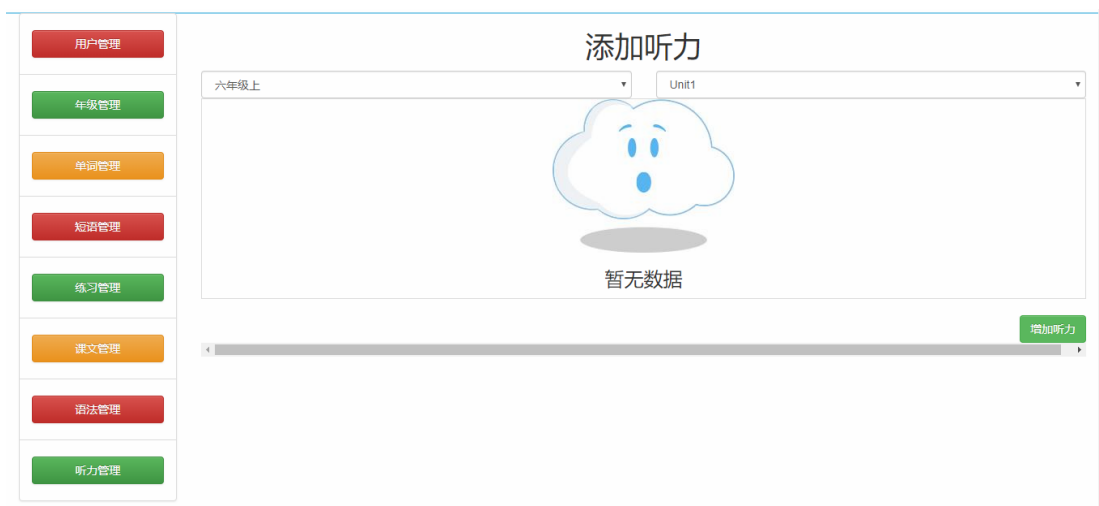 用户管理
年级管理
单词管理
短语管理
练习管理
课文管理
语法管理
听力管理
添加听力
六年级上
Unit1
暂无数据
增加听力